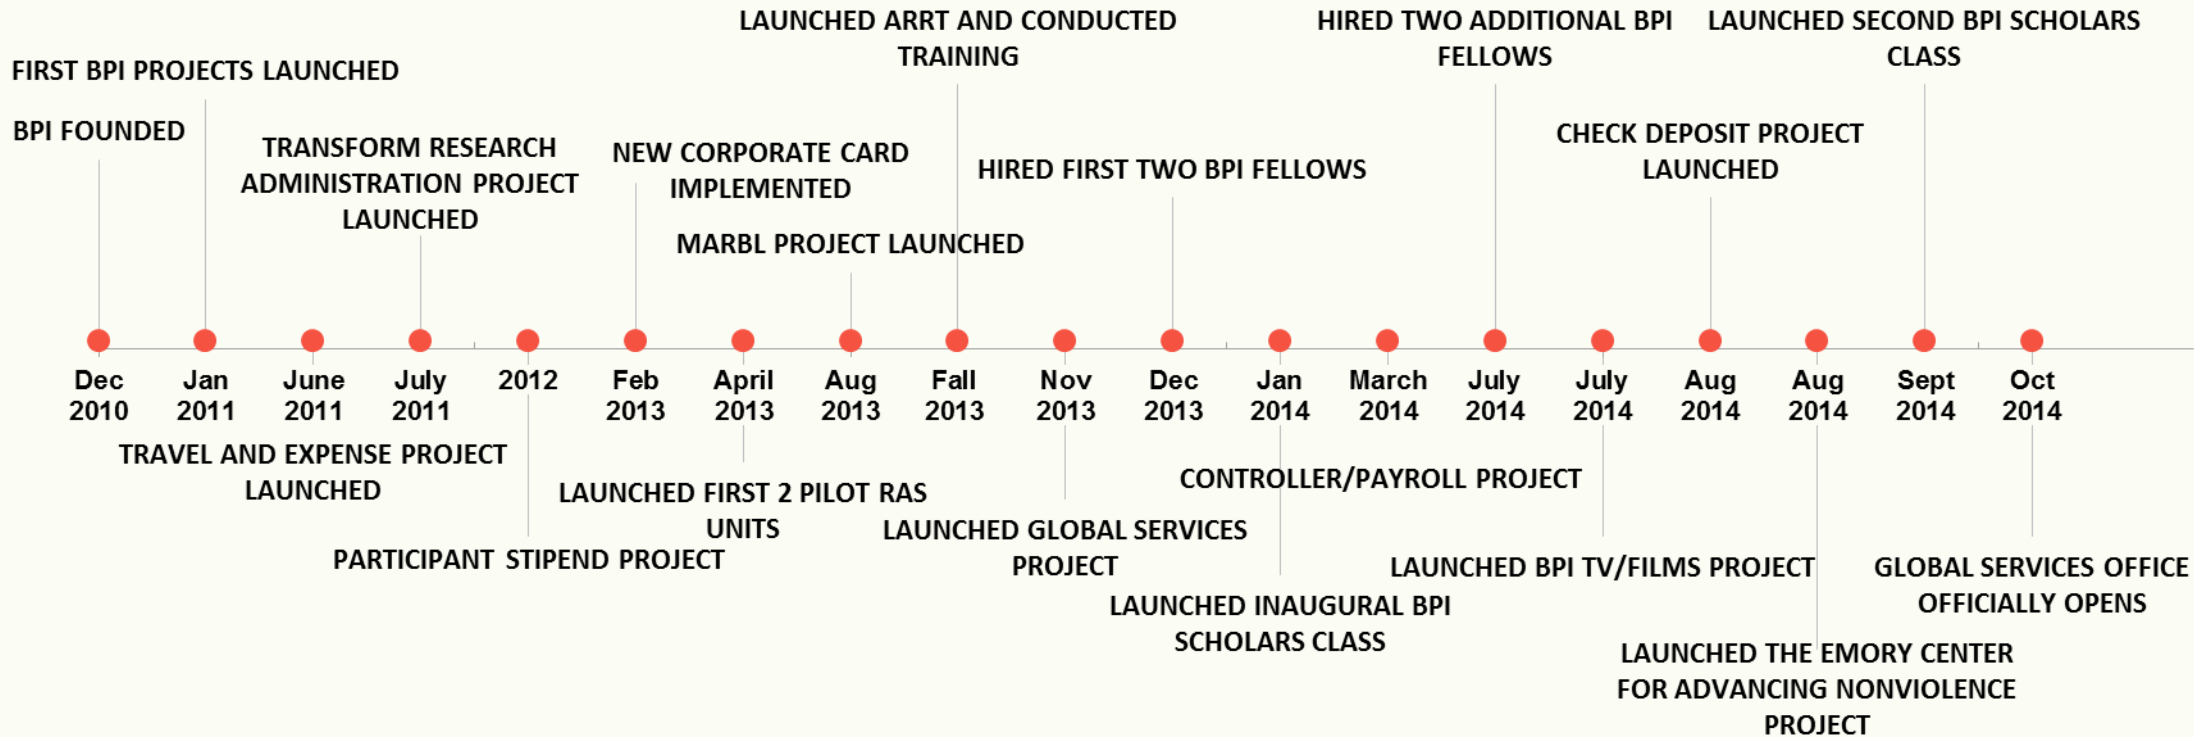 LAUNCHED ARRT AND CONDUCTED
TRAINING
HIRED TWO ADDITIONAL BPI
FELLOWS
LAUNCHED SECOND BPI SCHOLARS
CLASS
FIRST BPI PROJECTS LAUNCHED
BPI FOUNDED
TRANSFORM RESEARCH
ADMINISTRATION PROJECT
LAUNCHED
NEW CORPORATE CARD
IMPLEMENTED
MARBL PROJECT LAUNCHED
HIRED FIRST TWO BPI FELLOWS
CHECK DEPOSIT PROJECT
LAUNCHED
Dec
2010
Jan
2011
June
2011
July
2011
2012
Feb
2013
April
2013
Aug
2013
Fall
2013
Nov
2013
Dec
2013
Jan
2014
March
2014
July
2014
July
2014
Aug
2014
Aug
2014
Sept
2014
Oct
2014
TRAVEL AND EXPENSE PROJECT
LAUNCHED
PARTICIPANT STIPEND PROJECT
LAUNCHED FIRST 2 PILOT RAS
UNITS
LAUNCHED GLOBAL SERVICES
PROJECT
LAUNCHED INAUGURAL BPI
SCHOLARS CLASS
CONTROLLER/PAYROLL PROJECT
LAUNCHED BPI TV/FILMS PROJECT
LAUNCHED THE EMORY CENTER
FOR ADVANCING NONVIOLENCE
PROJECT
GLOBAL SERVICES OFFICE
OFFICIALLY OPENS